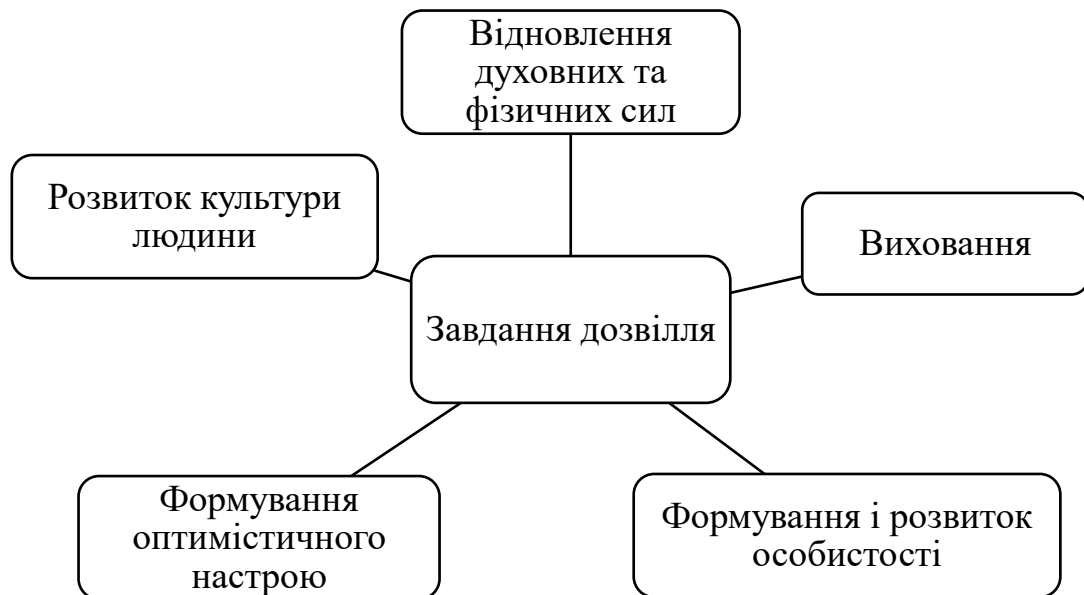 Відновлення
духовних та
фізичних сил
Розвиток культури
людини
Виховання
Завдання дозвілля
Формування
оптимістичного
настрою
Формування і розвиток
особистості